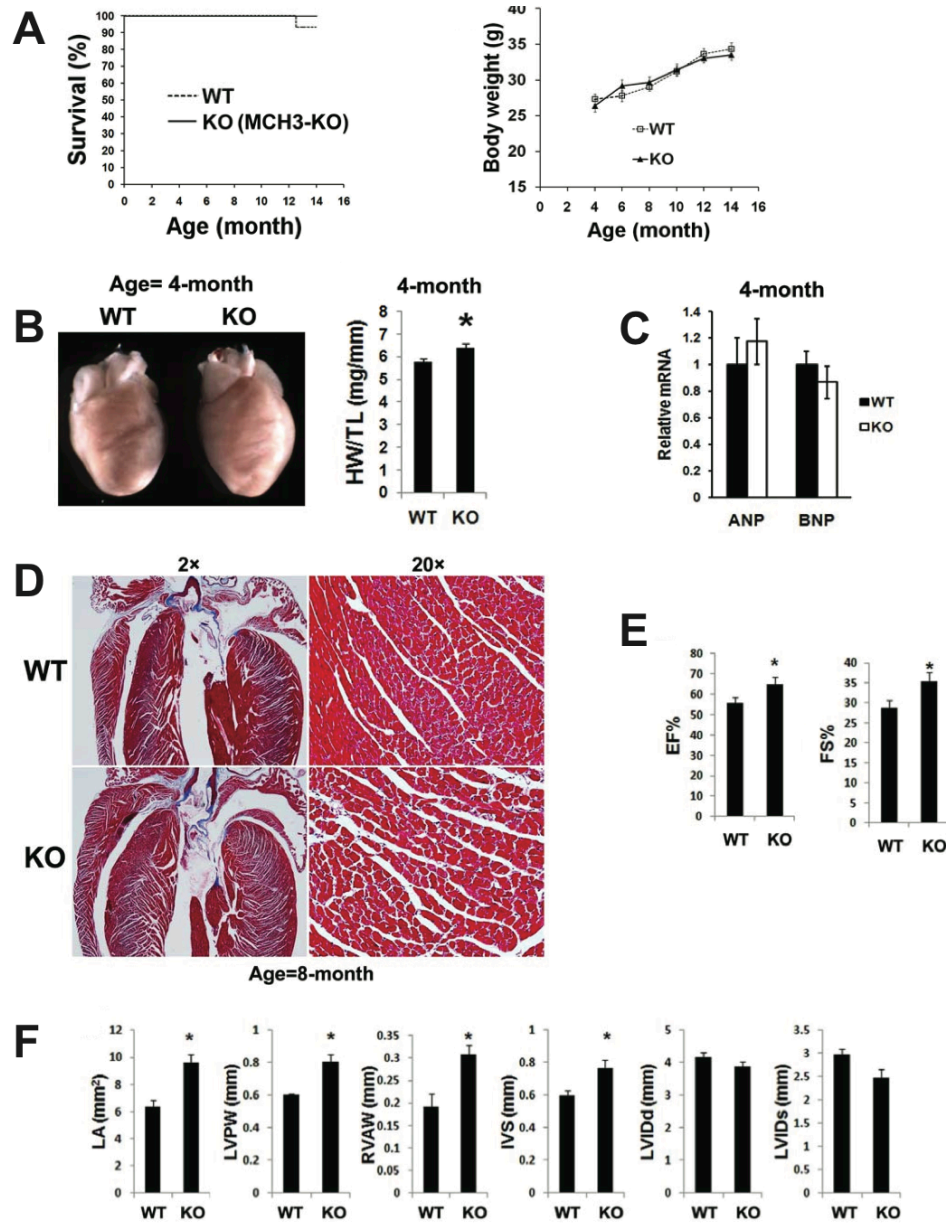 A
Survival (%)
100
90
80
70
60
50
40
30
20
10
0
WT
KO (MCH3-KO)
0 2 4 6 8 10 12 14 16
Age (month)
Body weight (g)
35
30
25
20
15
WT
KO
0 2 4 6 8 10 12 14 16
Age (month)
B
Age= 4-month
WT KO
4-month
*
HW/TL (mg/mm)
8
7
6
5
4
3
2
1
0
WT KO
C
4-month
Relative mRNA
1.4
1.2
1
0.8
0.6
0.4
0.2
0
WT
KO
ANP BNP
D
2× 20×
WT
KO
Age=8-month
E
EF%
80
70
60
50
40
30
20
10
0
*
WT KO
FS%
40
35
30
25
20
15
10
5
0
*
WT KO
F
LA (mm²)
12
10
8
6
4
2
0
*
WT KO
LVPW (mm)
1
0.8
0.6
0.4
0.2
0
*
WT KO
RVAW (mm)
0.35
0.3
0.25
0.2
0.15
0.1
0.05
0
*
WT KO
IVS (mm)
1
0.8
0.6
0.4
0.2
0
*
WT KO
LVIDd (mm)
5
4
3
2
1
0
WT KO
LVIDs (mm)
3.5
3
2.5
2
1.5
1
0.5
0
WT KO